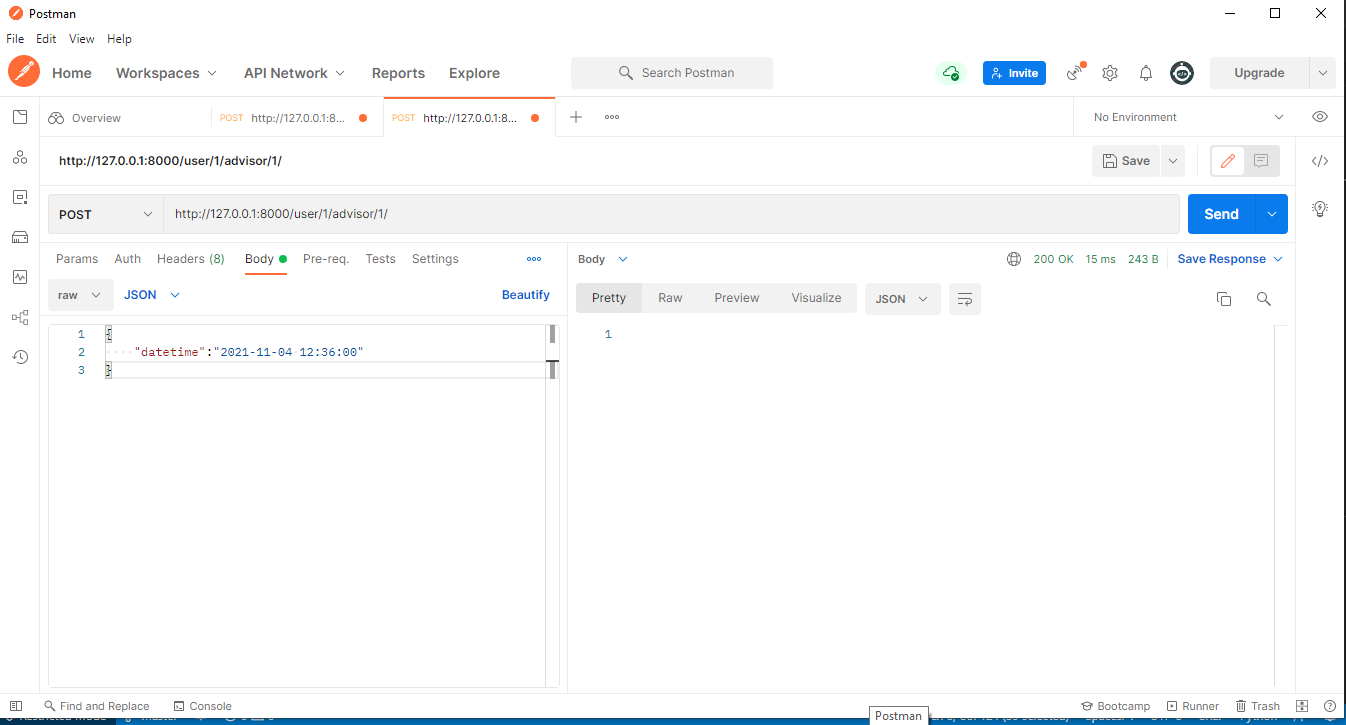 Postman
File Edit View Help
Home Workspaces API Network Reports Explore Search Postman Invite Upgrade
Overview POST http://127.0.0.1:8... POST http://127.0.0.1:8... No Environment
http://127.0.0.1:8000/user/1/advisor/1/ Save
POST http://127.0.0.1:8000/user/1/advisor/1/ Send
Params Auth Headers (8) Body Pre-req. Tests Settings
Body 200 OK 15 ms 243 B Save Response
raw JSON Beautify
Pretty Raw Preview Visualize JSON
1 {
2 "datetime":"2021-11-04 12:36:00"
3 }
1
Find and Replace Console Bootcamp Runner Trash
Postman